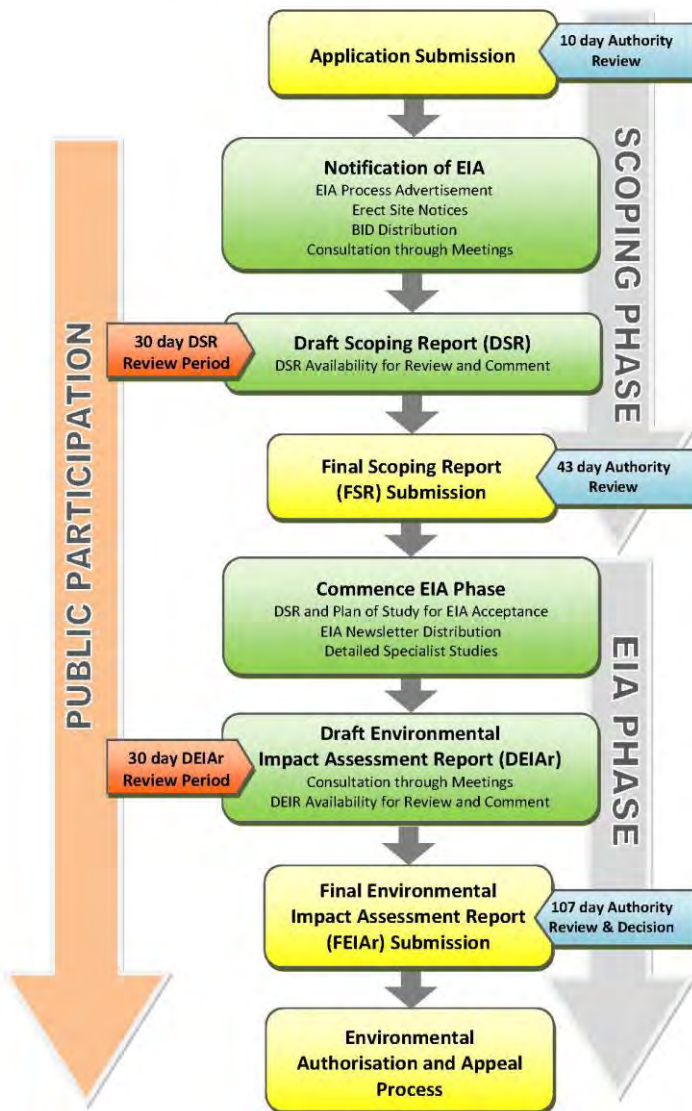 Application Submission
10 day Authority
Review
Notification of EIA
EIA Process Advertisement
Erect Site Notices
BID Distribution
Consultation through Meetings
SCOPING PHASE
PUBLIC PARTICIPATION
30 day DSR
Review Period
Draft Scoping Report (DSR)
DSR Availability for Review and Comment
Final Scoping Report
(FSR) Submission
43 day Authority
Review
Commence EIA Phase
DSR and Plan of Study for EIA Acceptance
EIA Newsletter Distribution
Detailed Specialist Studies
EIA PHASE
30 day DEIAr
Review Period
Draft Environmental
Impact Assessment Report (DEIAr)
Consultation through Meetings
DEIR Availability for Review and Comment
Final Environmental
Impact Assessment Report
(FEIAr) Submission
107 day Authority
Review & Decision
Environmental
Authorisation and Appeal
Process